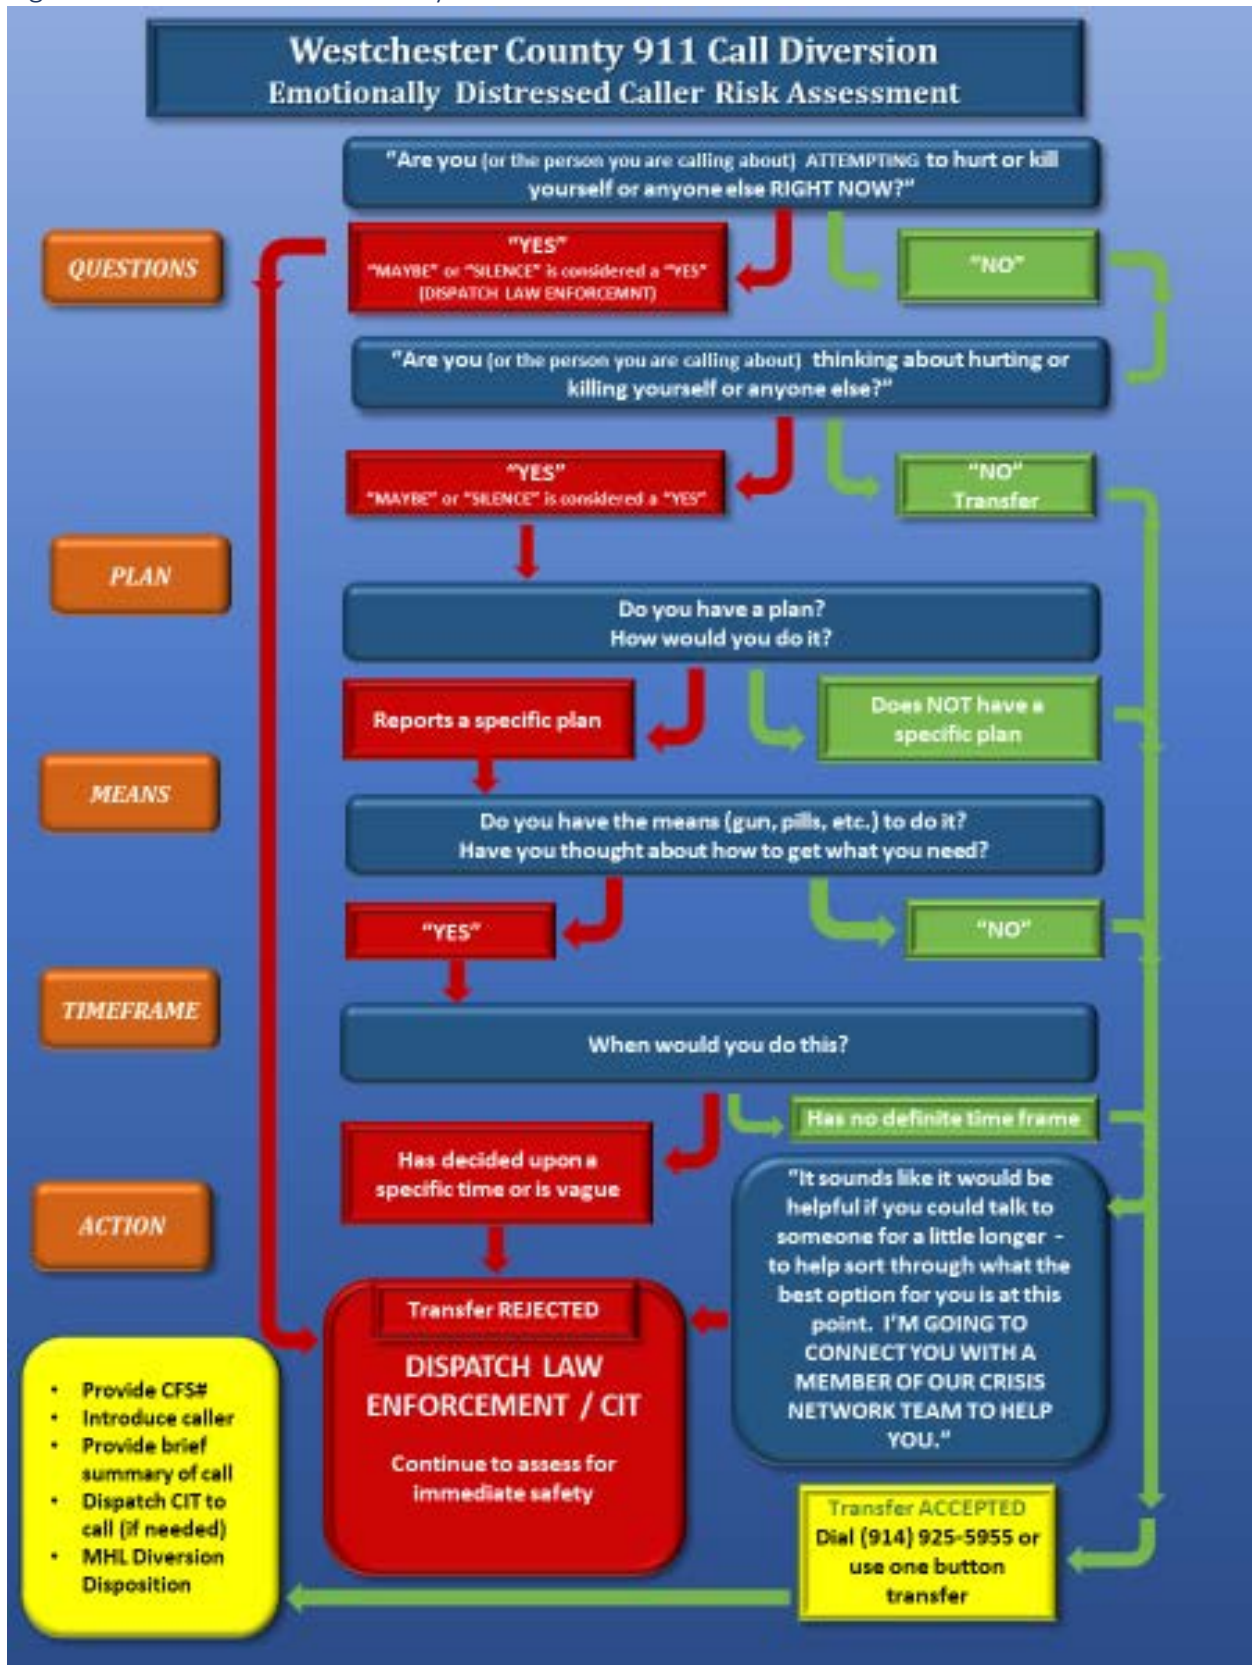 Westchester County 911 Call Diversion
Emotionally Distressed Caller Risk Assessment
"Are you (or the person you are calling about) ATTEMPTING to hurt or kill
yourself or anyone else RIGHT NOW?"
QUESTIONS
"YES"
"MAYBE" or "SILENCE" is considered a "YES"
(DISPATCH LAW ENFORCEMNT)
"NO"
"Are you (or the person you are calling about) thinking about hurting or
killing yourself or anyone else?"
"YES"
"MAYBE" or "SILENCE" is considered a "YES"
"NO"
Transfer
PLAN
Do you have a plan?
How would you do it?
Reports a specific plan
Does NOT have a
specific plan
MEANS
Do you have the means (gun, pills, etc.) to do it?
Have you thought about how to get what you need?
"YES"
"NO"
TIMEFRAME
When would you do this?
Has no definite time frame
Has decided upon a
specific time or is vague
ACTION
"It sounds like it would be
helpful if you could talk to
someone for a little longer -
to help sort through what the
best option for you is at this
point. I'M GOING TO
CONNECT YOU WITH A
MEMBER OF OUR CRISIS
NETWORK TEAM TO HELP
YOU."
Transfer REJECTED
DISPATCH LAW
ENFORCEMENT / CIT
Continue to assess for
immediate safety
• Provide CFS#
• Introduce caller
• Provide brief
summary of call
• Dispatch CIT to
call (if needed)
• MHL Diversion
Disposition
Transfer ACCEPTED
Dial (914) 925-5955 or
use one button
transfer